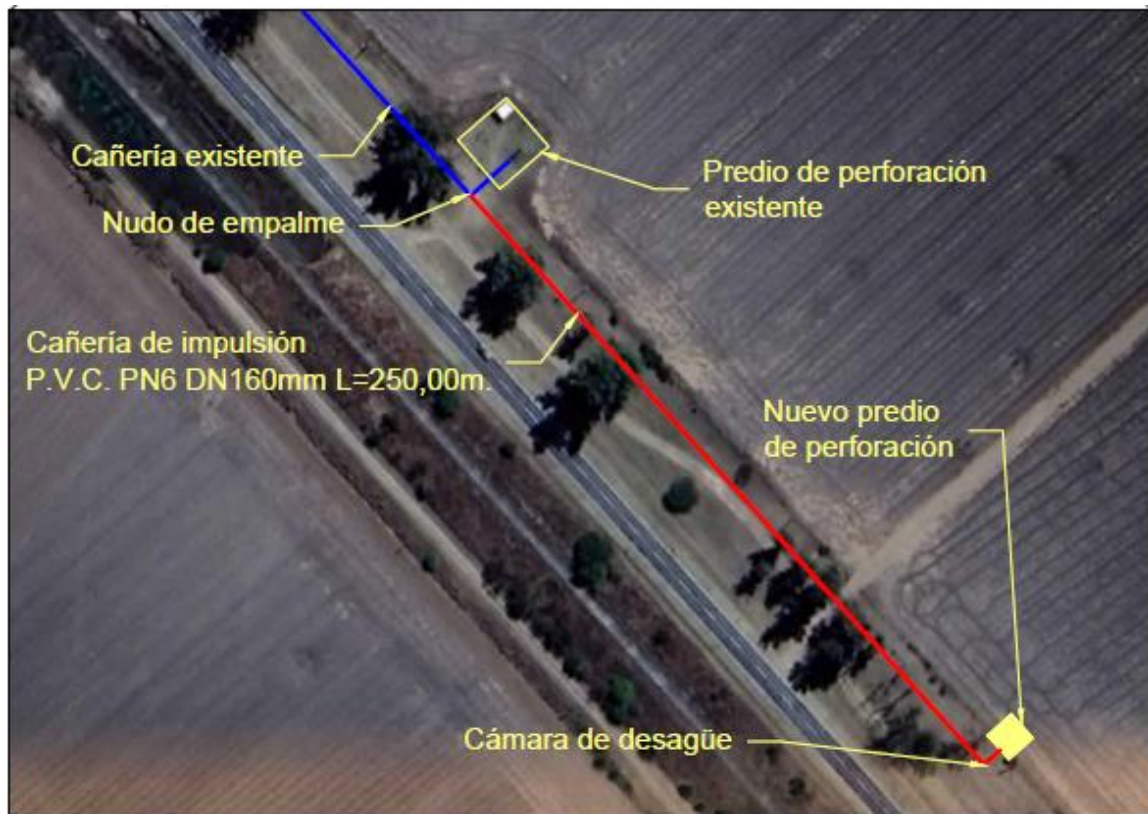 Cañería existente
Predio de perforación
existente
Nudo de empalme
Cañería de impulsión
P.V.C. PN6 DN160mm L=250,00m.
Nuevo predio
de perforación
Cámara de desagüe